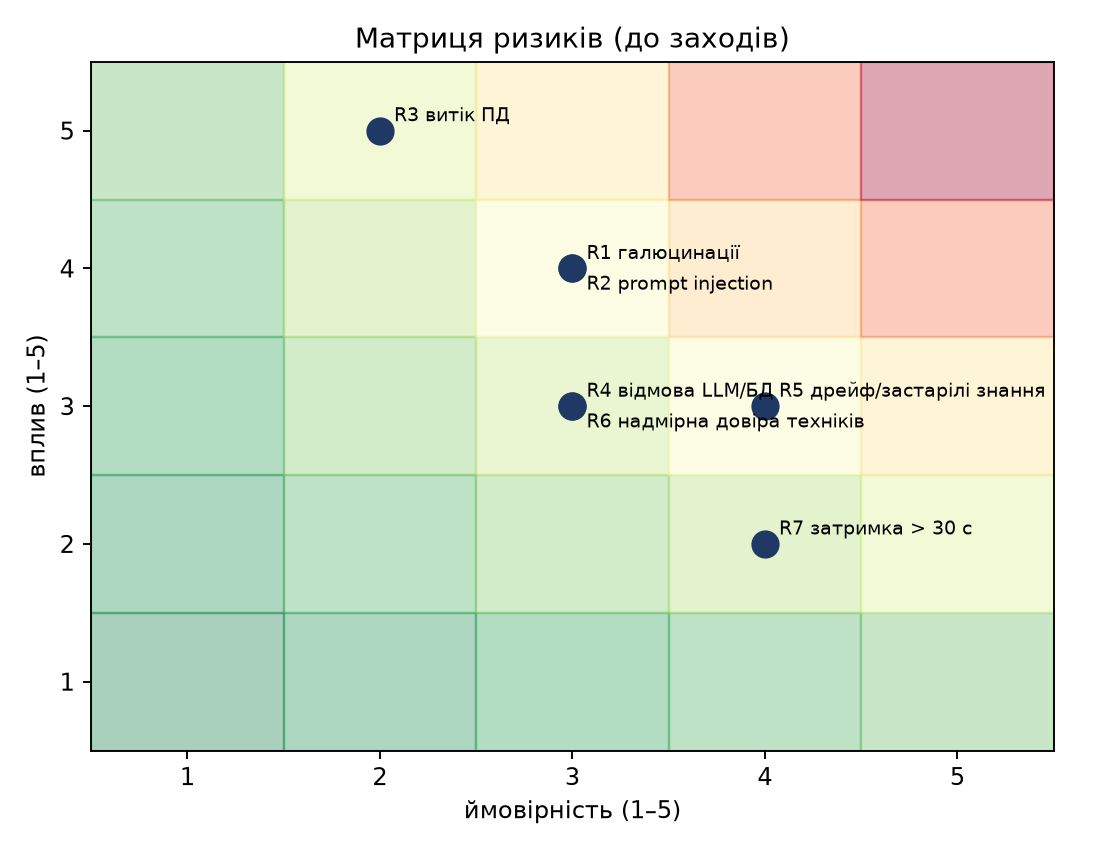 Матриця ризиків (до заходів)
вплив (1–5)
5
4
3
2
1
R3 витік ПД
R1 галюцинації
R2 prompt injection
R4 відмова LLM/БД
R5 дрейф/застарілі знання
R6 надмірна довіра техніків
R7 затримка > 30 с
1 2 3 4 5
ймовірність (1–5)